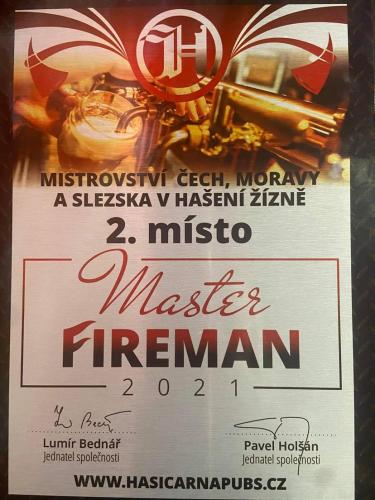 H
MISTROVSTVÍ ČECH, MORAVY
A SLEZSKA V HAŠENÍ ŽÍZNĚ
2. místo
Master
FIREMAN
2021
Lumír Bednář
Jednatel společnosti
Pavel Holšán
Jednatel společnosti
WWW.HASICARNAPUBS.CZ